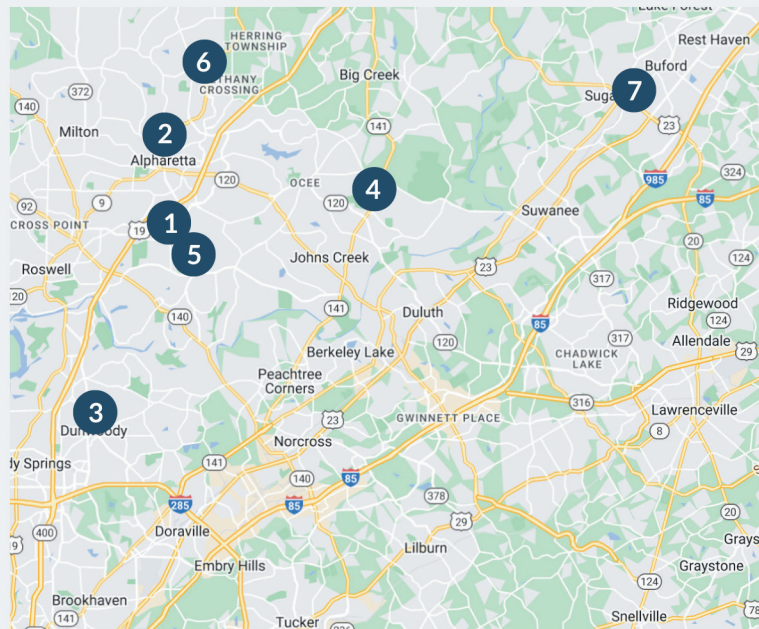 Lake Forest
HERRING
TOWNSHIP
Rest Haven
6
Buford
Big Creek
THANY
CROSSING
372
Suga
7
140
141
23
2
Milton
Alpharetta
985
324
120
OCEE
4
85
9
120
92
Suwanee
CROSS POINT
1
19
20
5
Johns Creek
124
Roswell
23
317
20
141
Ridgewood
140
Duluth
124
85
317
Allendale
120
Berkeley Lake
29
CHADWICK
LAKE
Peachtree
Corners
3
316
Lawrenceville
23
GWINNETT PLACE
Dunwoody
8
Norcross
dy Springs
141
140
85
378
285
85
20
29
400
Doraville
9
Grays
Lilburn
Embry Hills
Graystone
124
Brookhaven
141
78
Snellville
Tucker